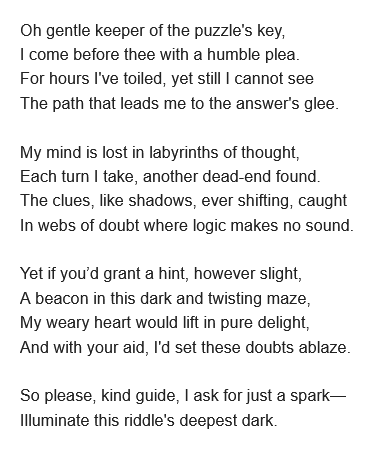 Oh gentle keeper of the puzzle's key,
I come before thee with a humble plea.
For hours I've toiled, yet still I cannot see
The path that leads me to the answer's glee.

My mind is lost in labyrinths of thought,
Each turn I take, another dead-end found.
The clues, like shadows, ever shifting, caught
In webs of doubt where logic makes no sound.

Yet if you’d grant a hint, however slight,
A beacon in this dark and twisting maze,
My weary heart would lift in pure delight,
And with your aid, I'd set these doubts ablaze.

So please, kind guide, I ask for just a spark—
Illuminate this riddle's deepest dark.